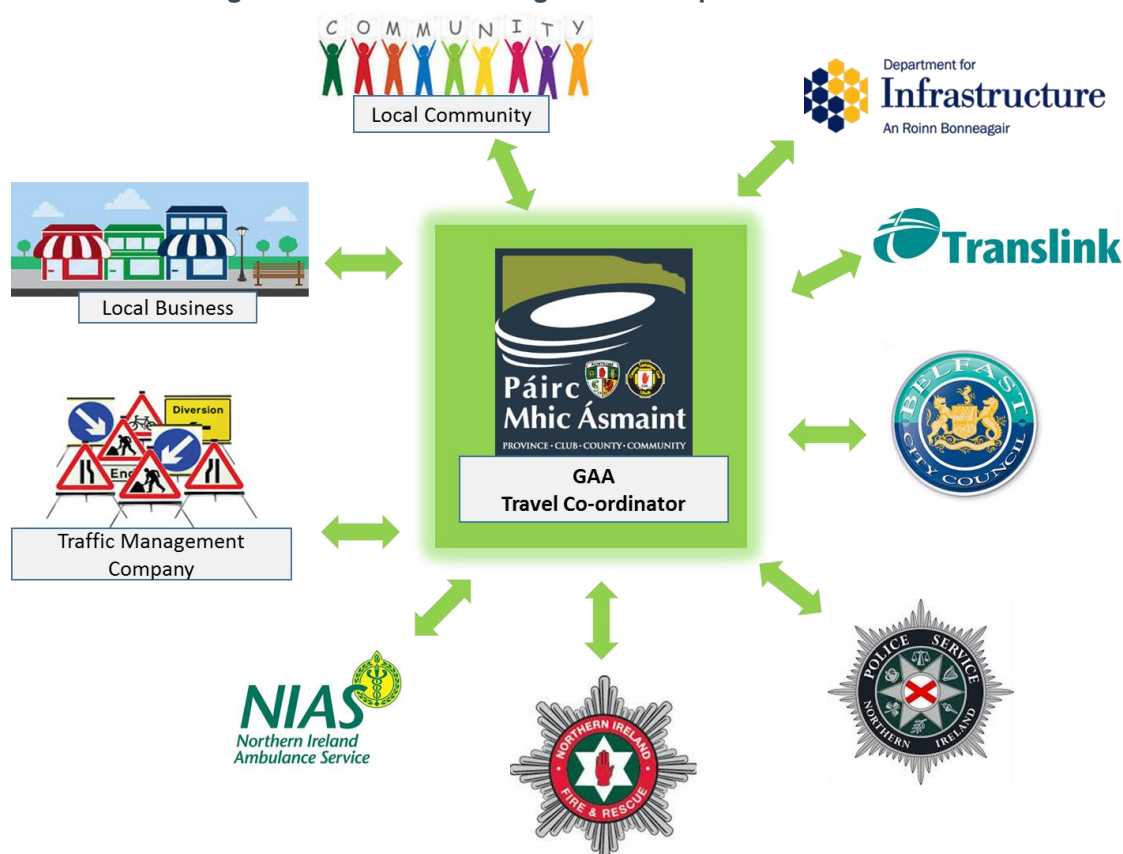 COMMUNITY
Local Community
Department for
Infrastructure
An Roinn Bonneagair
Local Business
Translink
Páirc
Mhic Ásmaint
PROVINCE • CLUB • COUNTY • COMMUNITY
GAA
Travel Co-ordinator
BELFAST
CITY COUNCIL
Diversion
End
Traffic Management
Company
NIAS
Northern Ireland
Ambulance Service
NORTHERN IRELAND
FIRE & RESCUE
POLICE SERVICE
NORTHERN IRELAND